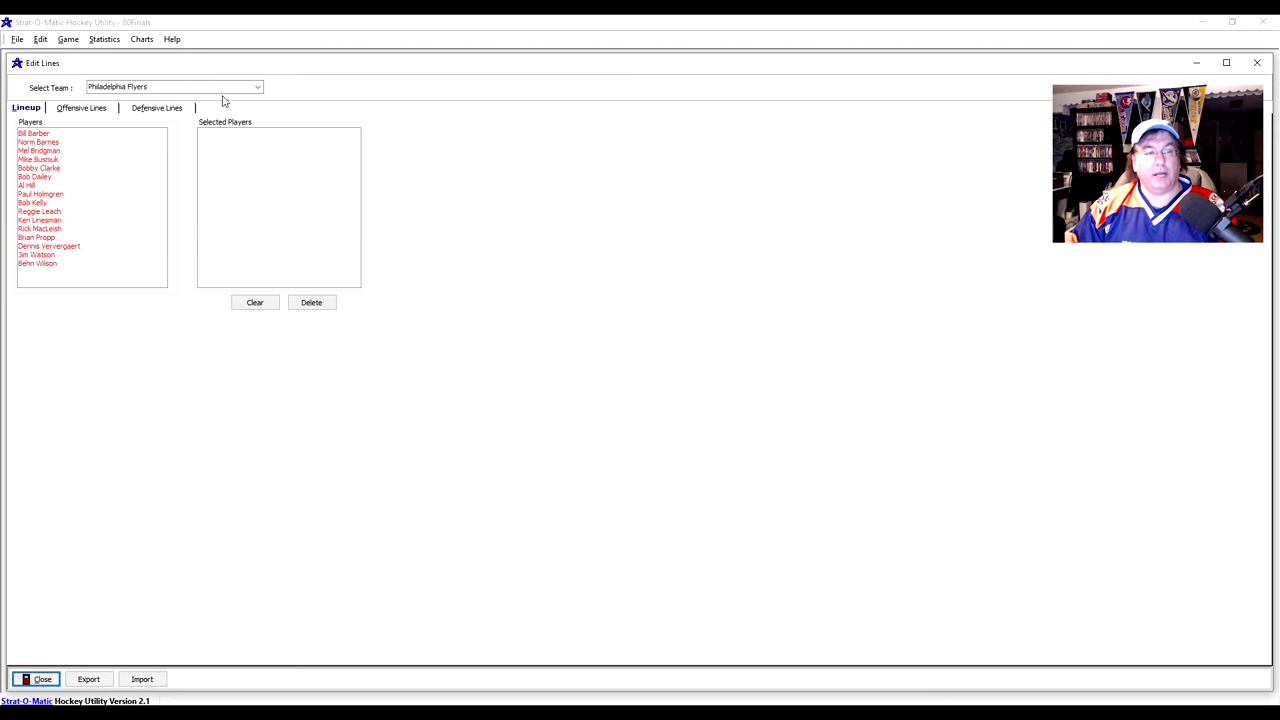 Strat-O-Matic Hockey Utility - 80Finals
File Edit Game Statistics Charts Help
Edit Lines
Select Team : Philadelphia Flyers
Lineup Offensive Lines Defensive Lines
Players Selected Players
Bill Barber
Norm Barnes
Mel Bridgman
Mike Busniuk
Bobby Clarke
Bob Dailey
Al Hill
Paul Holmgren
Bob Kelly
Reggie Leach
Ken Linesman
Rick MacLeish
Brian Propp
Dennis Ververgaert
Jim Watson
Behn Wilson
Clear Delete
Close Export Import
Strat-O-Matic Hockey Utility Version 2.1